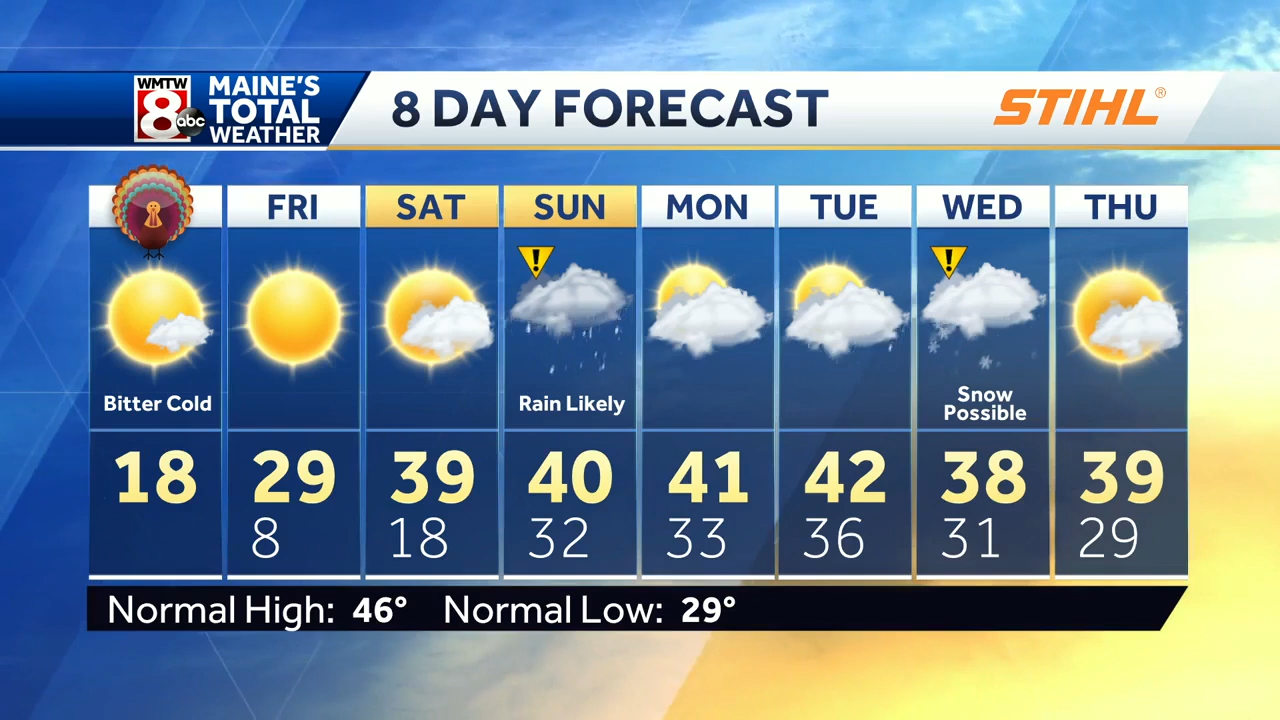 WMTW
8
abc
MAINE'S
TOTAL
WEATHER
8 DAY FORECAST
STIHL®
FRI SAT SUN MON TUE WED THU
! !
Bitter Cold Rain Likely Snow
Possible
18 29 39 40 41 42 38 39
8 18 32 33 36 31 29
Normal High: 46° Normal Low: 29°